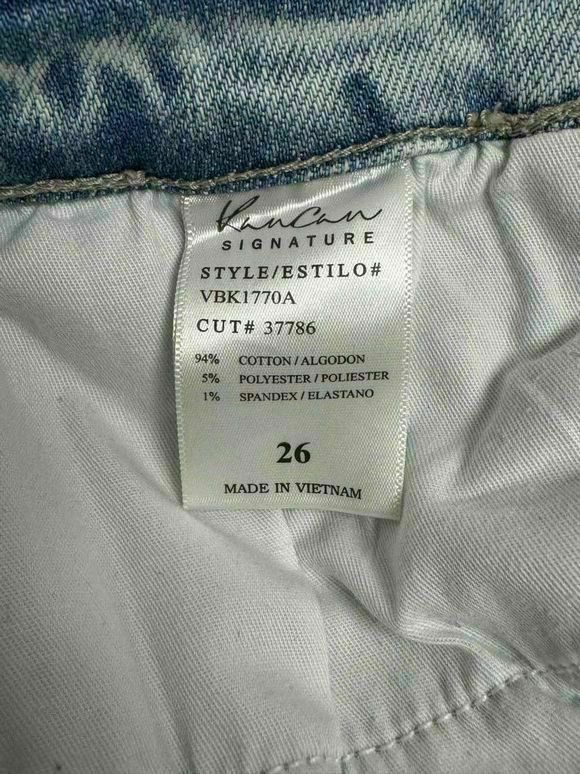 KanCan
SIGNATURE
STYLE/ESTILO#
VBK1770A
CUT# 37786
94% COTTON / ALGODON
5% POLYESTER / POLIESTER
1% SPANDEX / ELASTANO
26
MADE IN VIETNAM